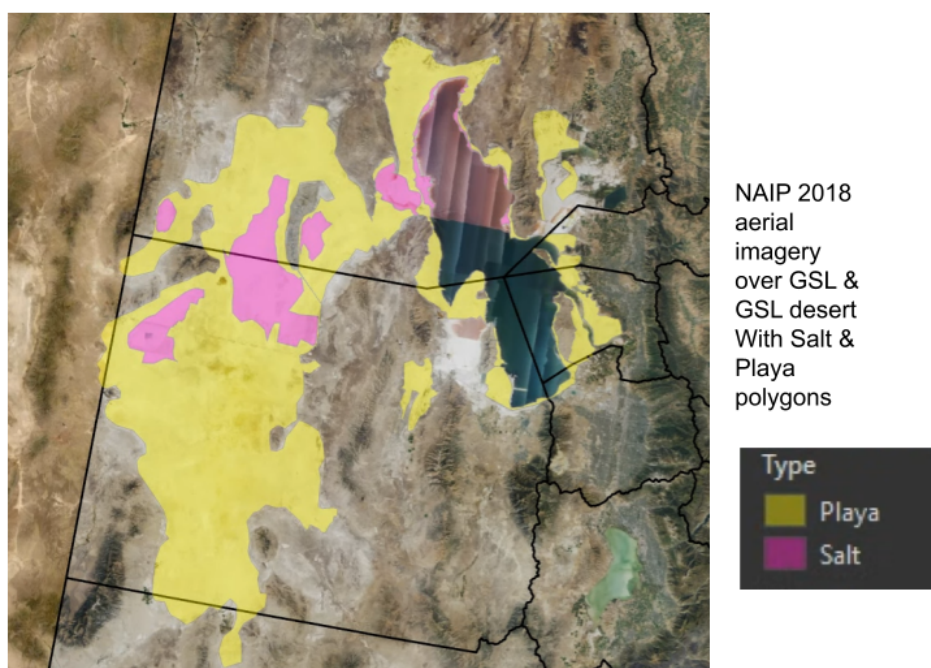 NAIP 2018
aerial
imagery
over GSL &
GSL desert
With Salt &
Playa
polygons
Type
Playa
Salt